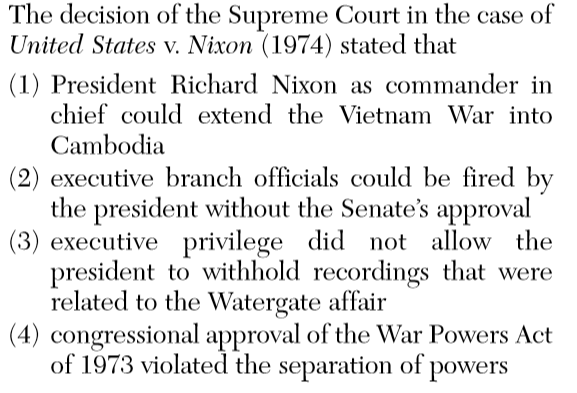 The decision of the Supreme Court in the case of
United States v. Nixon (1974) stated that
(1) President Richard Nixon as commander in
chief could extend the Vietnam War into
Cambodia
(2) executive branch officials could be fired by
the president without the Senate’s approval
(3) executive privilege did not allow the
president to withhold recordings that were
related to the Watergate affair
(4) congressional approval of the War Powers Act
of 1973 violated the separation of powers